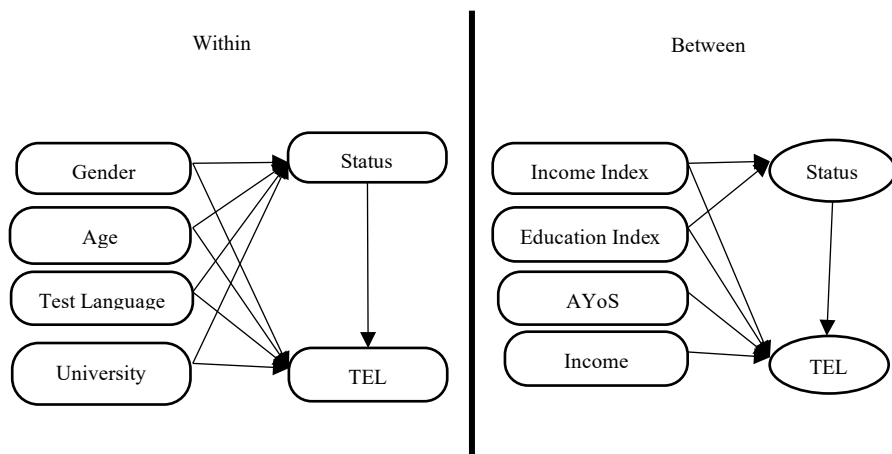 Within
Gender
Age
Test Language
University
Status
TEL
Between
Income Index
Education Index
AYoS
Income
Status
TEL